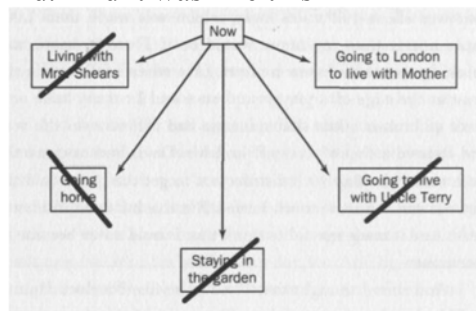 Now
Living with
Mrs. Shears
Going to London
to live with Mother
Going
home
Going to live
with Uncle Terry
Staying in
the garden